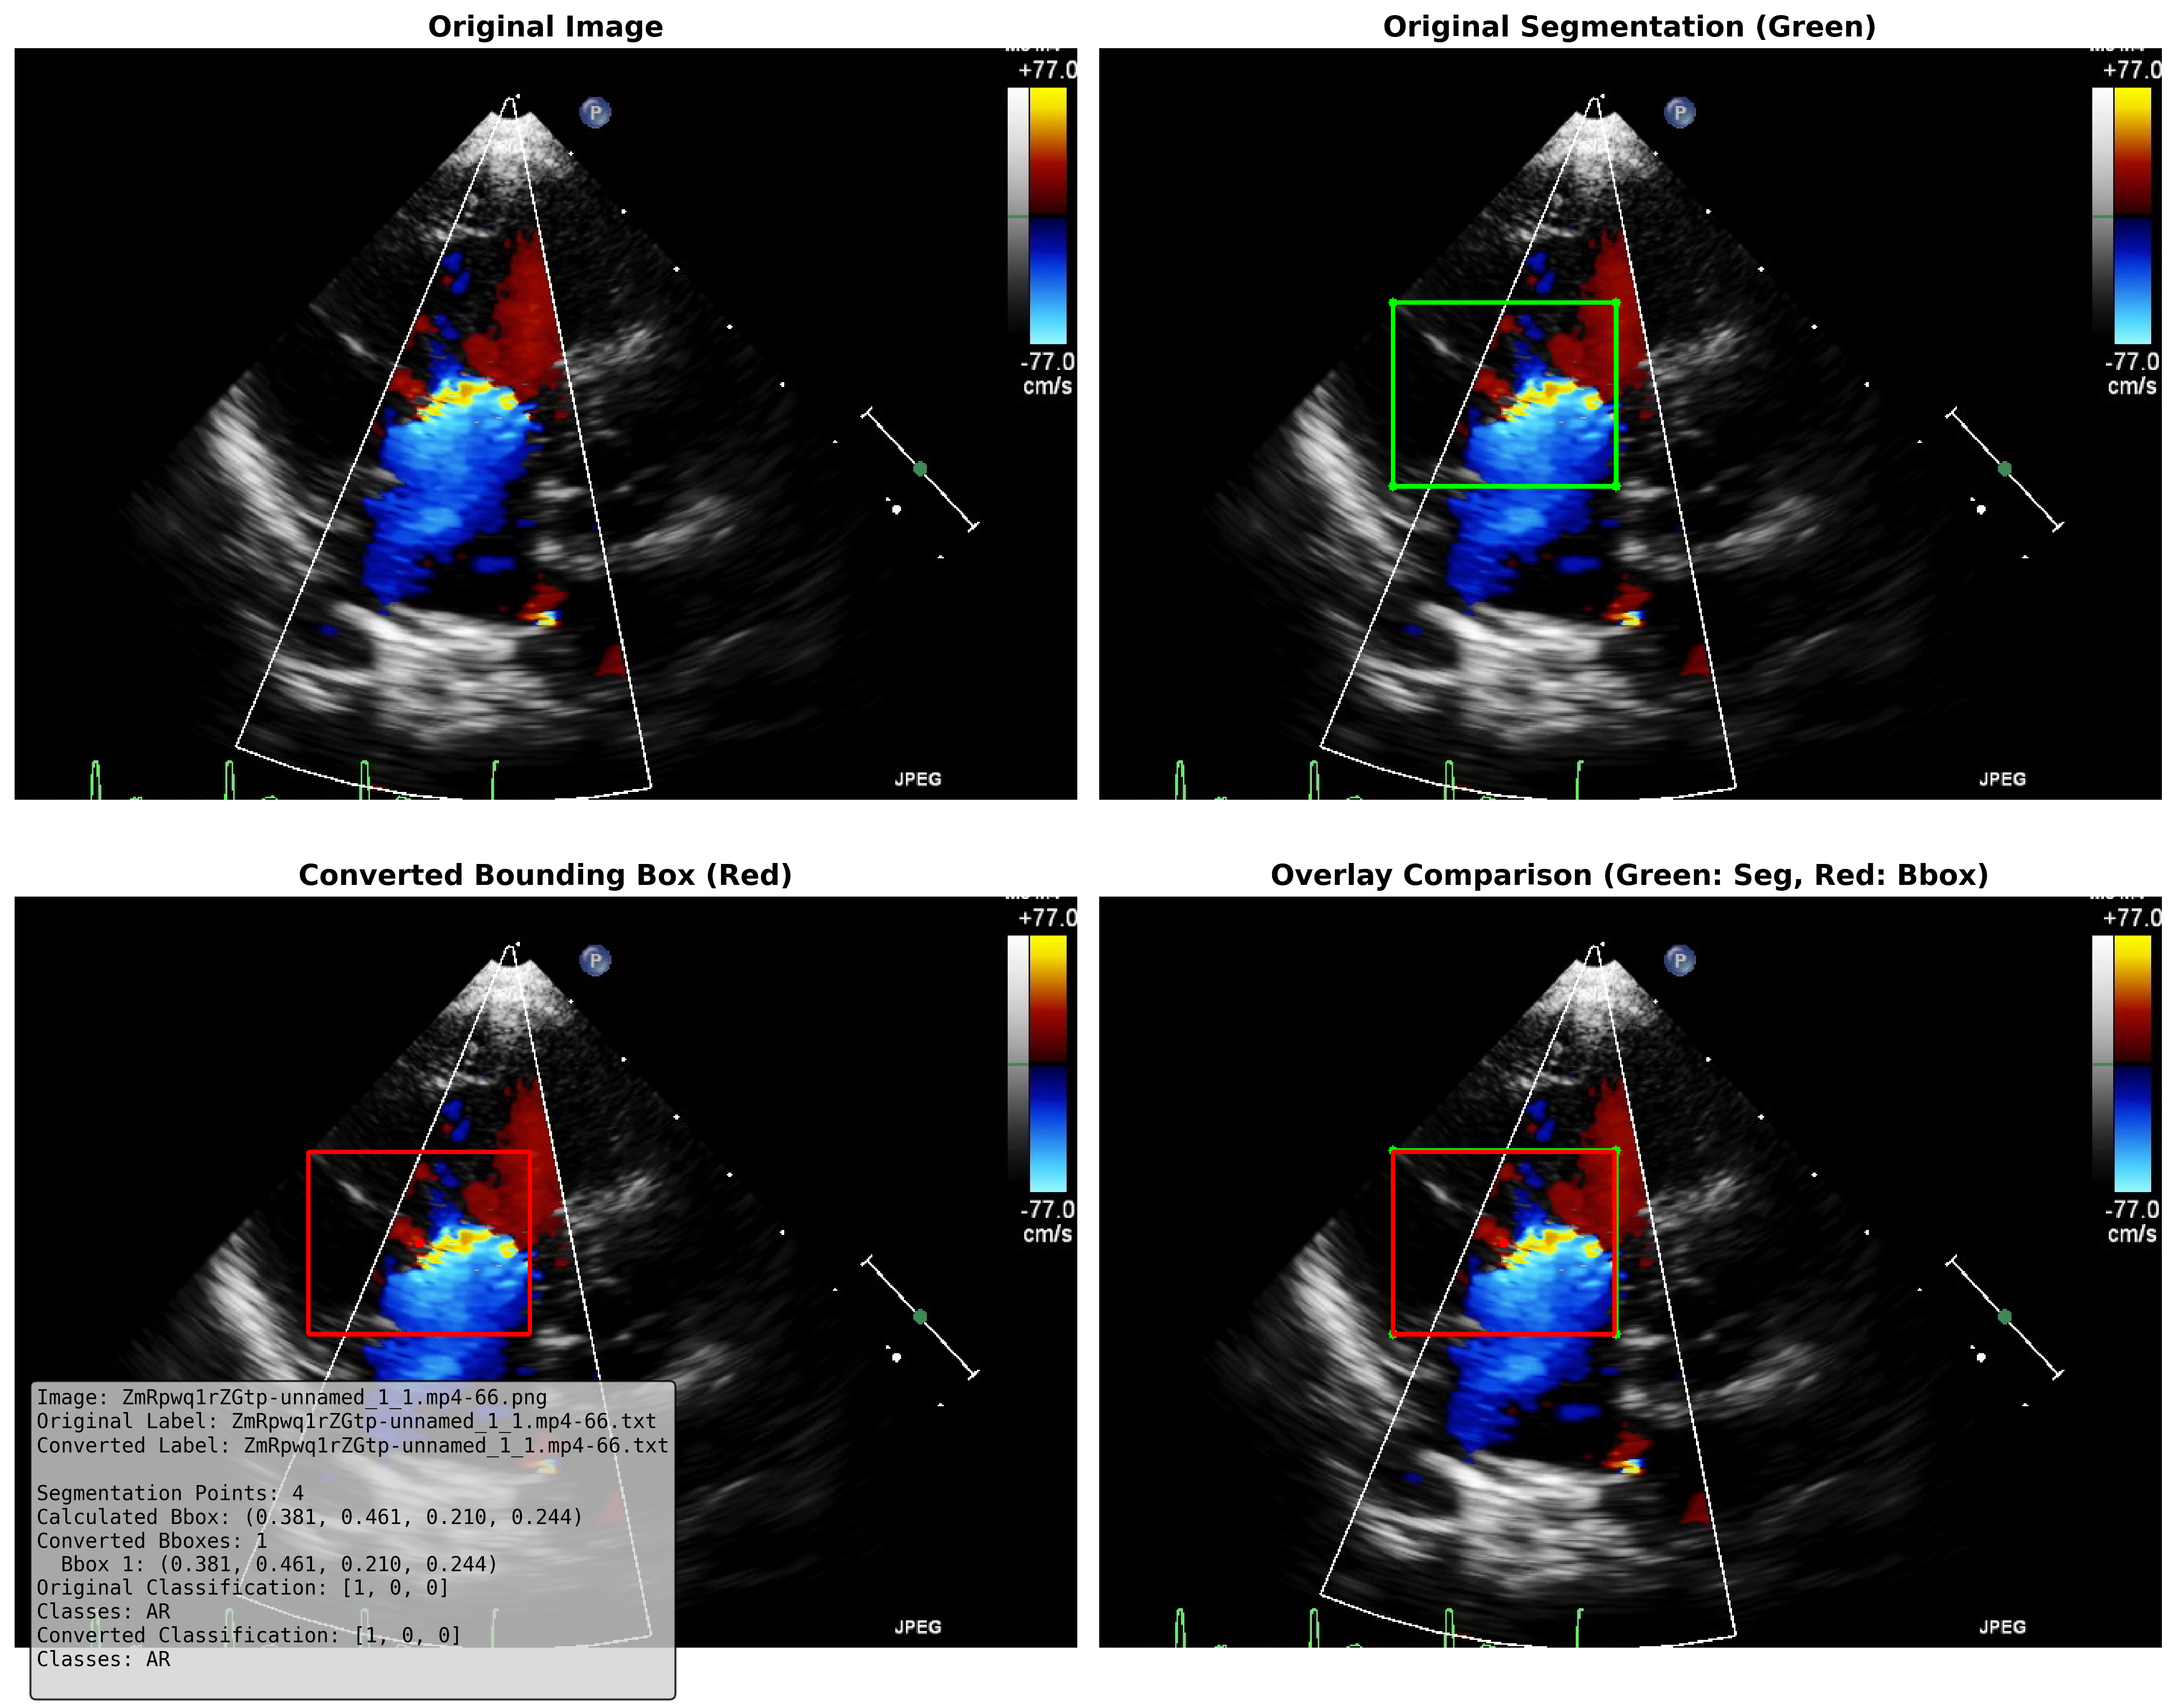 Original Image
Original Segmentation (Green)
+77.0
P
-77.0
cm/s
JPEG
+77.0
P
-77.0
cm/s
JPEG
Converted Bounding Box (Red)
Overlay Comparison (Green: Seg, Red: Bbox)
+77.0
P
-77.0
cm/s
JPEG
+77.0
P
-77.0
cm/s
JPEG
Image: ZmRpwq1rZGtp-unnamed_1_1.mp4-66.png
Original Label: ZmRpwq1rZGtp-unnamed_1_1.mp4-66.txt
Converted Label: ZmRpwq1rZGtp-unnamed_1_1.mp4-66.txt
Segmentation Points: 4
Calculated Bbox: (0.381, 0.461, 0.210, 0.244)
Converted Bboxes: 1
Bbox 1: (0.381, 0.461, 0.210, 0.244)
Original Classification: [1, 0, 0]
Classes: AR
Converted Classification: [1, 0, 0]
Classes: AR